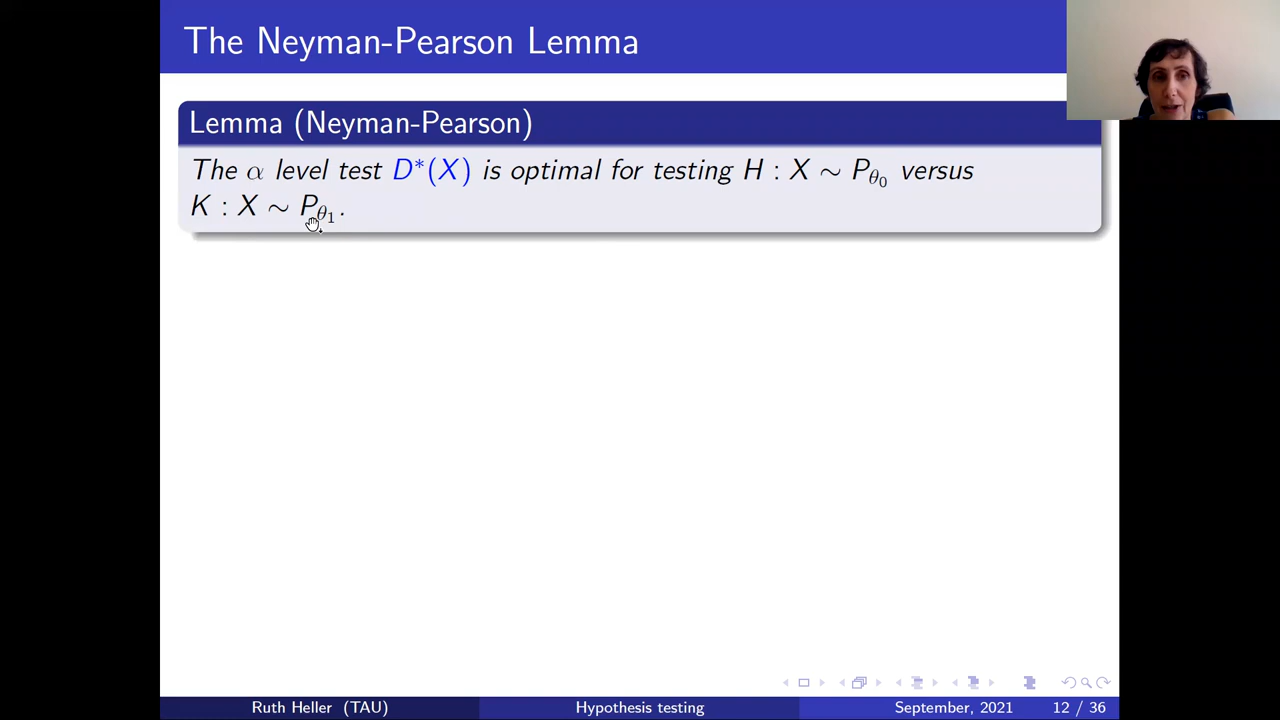 The Neyman-Pearson Lemma
Lemma (Neyman-Pearson)
The α level test D*(X) is optimal for testing H : X ∼ P_θ₀ versus
K : X ∼ P_θ₁.
Ruth Heller (TAU) Hypothesis testing September, 2021 12 / 36